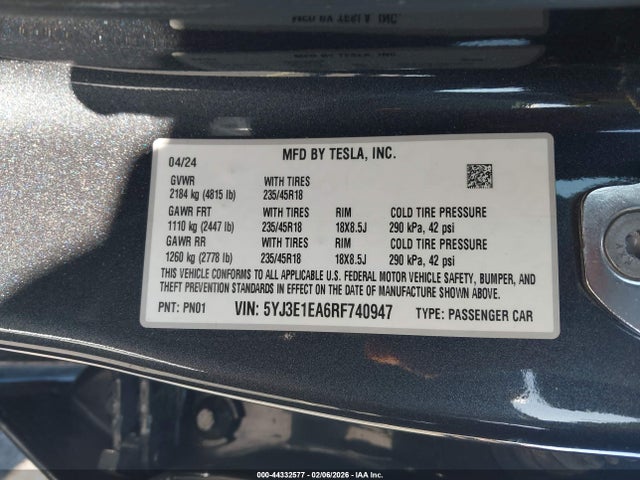 MFD BY TESLA, INC.
04/24
MFD BY TESLA, INC.
GVWR WITH TIRES
2184 kg (4815 lb) 235/45R18
GAWR FRT WITH TIRES RIM COLD TIRE PRESSURE
1110 kg (2447 lb) 235/45R18 18X8.5J 290 kPa, 42 psi
GAWR RR WITH TIRES RIM COLD TIRE PRESSURE
1260 kg (2778 lb) 235/45R18 18X8.5J 290 kPa, 42 psi
THIS VEHICLE CONFORMS TO ALL APPLICABLE U.S. FEDERAL MOTOR VEHICLE SAFETY, BUMPER, AND
THEFT PREVENTION STANDARDS IN EFFECT ON THE DATE OF MANUFACTURE SHOWN ABOVE.
PNT: PN01 VIN: 5YJ3E1EA6RF740947 TYPE: PASSENGER CAR
000-44332577 - 02/06/2026 - IAA Inc.